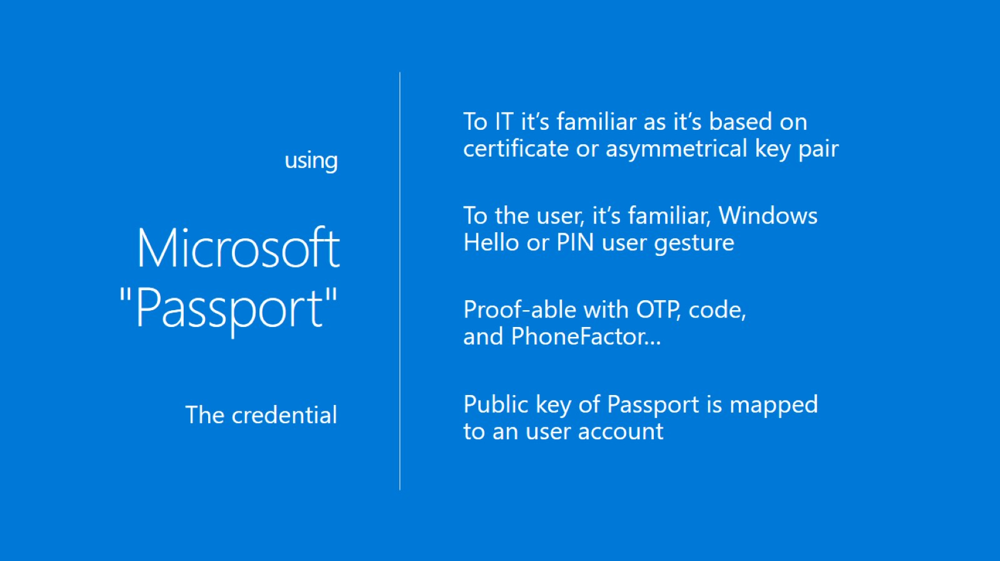 using
Microsoft
"Passport"
The credential
To IT it’s familiar as it’s based on
certificate or asymmetrical key pair
To the user, it’s familiar, Windows
Hello or PIN user gesture
Proof-able with OTP, code,
and PhoneFactor…
Public key of Passport is mapped
to an user account